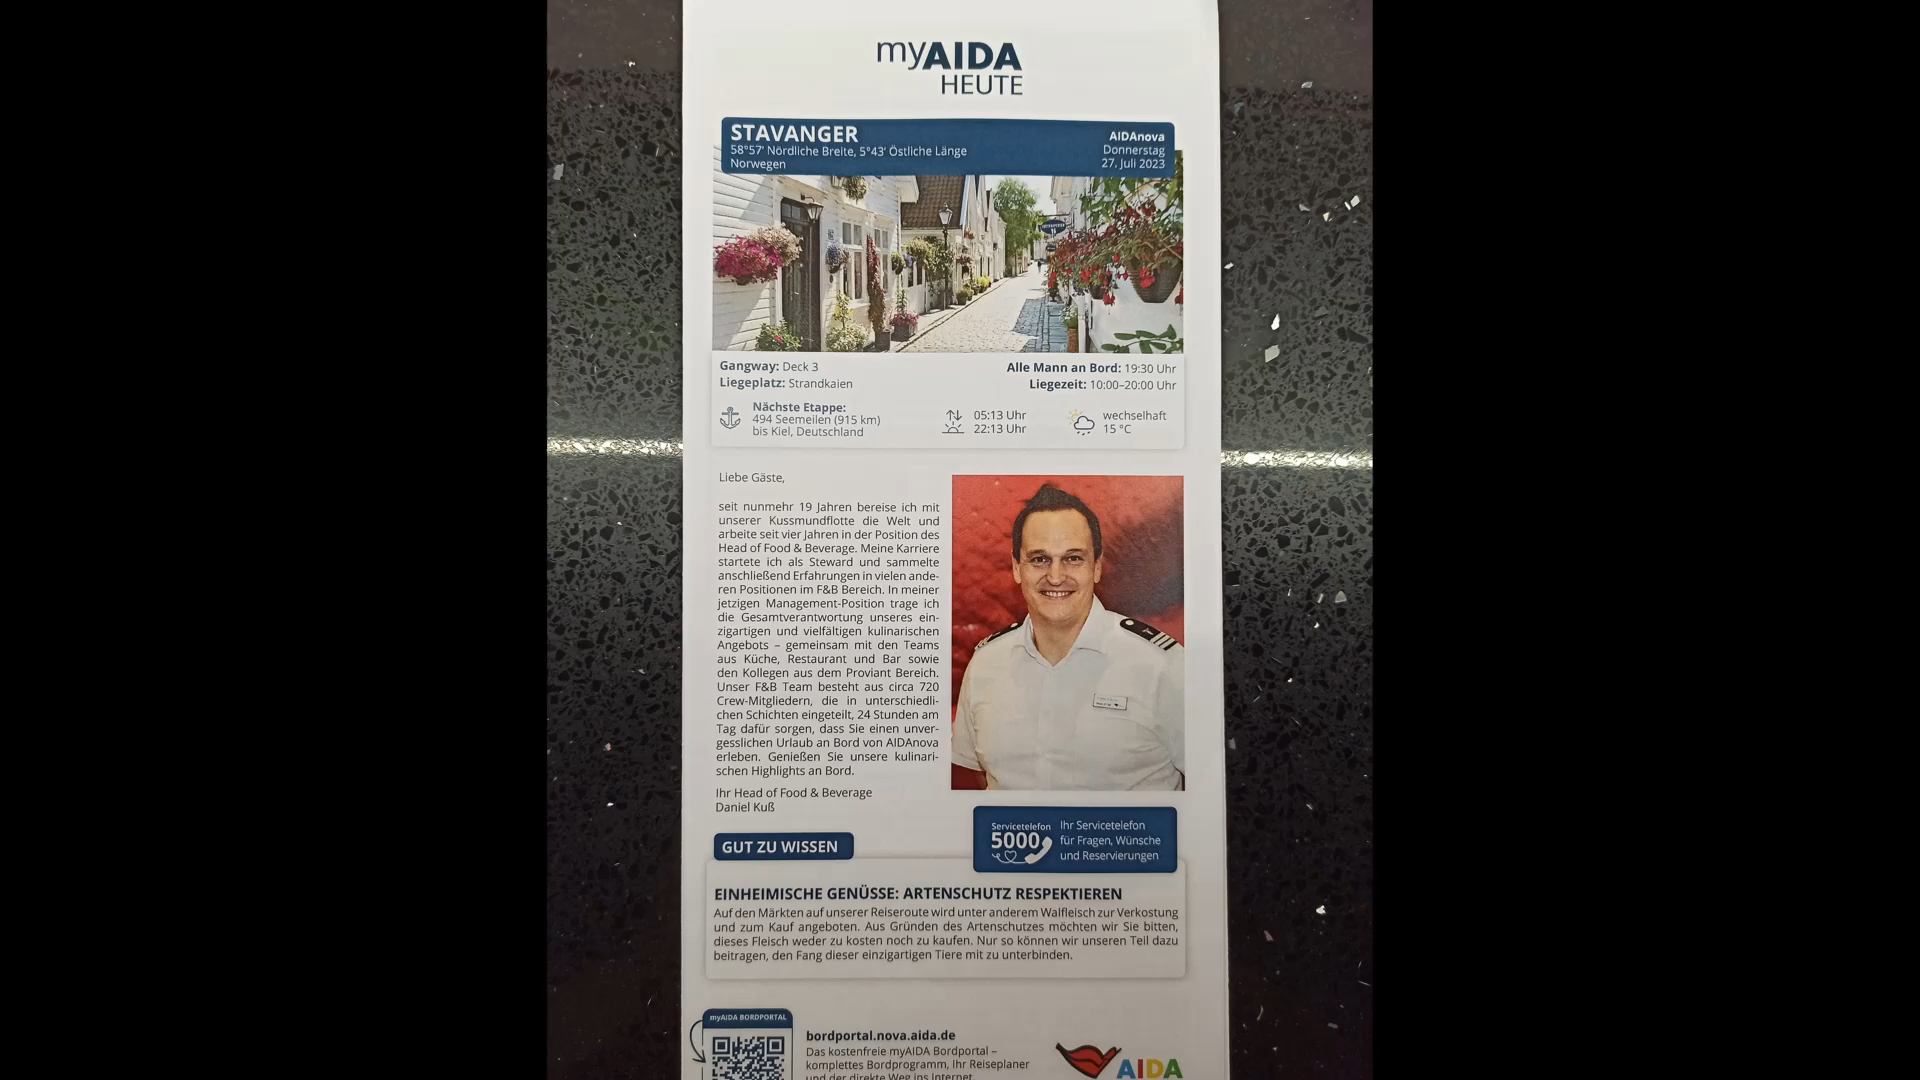 myAIDA
HEUTE
STAVANGER
58°57' Nördliche Breite, 5°43' Östliche Länge
Norwegen
AIDAnova
Donnerstag
27. Juli 2023
Gangway: Deck 3
Liegeplatz: Strandkaien
Alle Mann an Bord: 19:30 Uhr
Liegezeit: 10:00–20:00 Uhr
Nächste Etappe:
494 Seemeilen (915 km)
bis Kiel, Deutschland
05:13 Uhr
22:13 Uhr
wechselhaft
15 °C
Liebe Gäste,
seit nunmehr 19 Jahren bereise ich mit
unserer Kussmundflotte die Welt und
arbeite seit vier Jahren in der Position des
Head of Food & Beverage. Meine Karriere
startete ich als Steward und sammelte
anschließend Erfahrungen in vielen ande-
ren Positionen im F&B Bereich. In meiner
jetzigen Management-Position trage ich
die Gesamtverantwortung unseres ein-
zigartigen und vielfältigen kulinarischen
Angebots – gemeinsam mit den Teams
aus Küche, Restaurant und Bar sowie
den Kollegen aus dem Proviant Bereich.
Unser F&B Team besteht aus circa 720
Crew-Mitgliedern, die in unterschiedli-
chen Schichten eingeteilt, 24 Stunden am
Tag dafür sorgen, dass Sie einen unver-
gesslichen Urlaub an Bord von AIDAnova
erleben. Genießen Sie unsere kulinari-
schen Highlights an Bord.
Ihr Head of Food & Beverage
Daniel Kuß
Servicetelefon
5000
Ihr Servicetelefon
für Fragen, Wünsche
und Reservierungen
GUT ZU WISSEN
EINHEIMISCHE GENÜSSE: ARTENSCHUTZ RESPEKTIEREN
Auf den Märkten auf unserer Reiseroute wird unter anderem Walfleisch zur Verkostung
und zum Kauf angeboten. Aus Gründen des Artenschutzes möchten wir Sie bitten,
dieses Fleisch weder zu kosten noch zu kaufen. Nur so können wir unseren Teil dazu
beitragen, den Fang dieser einzigartigen Tiere mit zu unterbinden.
myAIDA BORDPORTAL
bordportal.nova.aida.de
Das kostenfreie myAIDA Bordportal –
komplettes Bordprogramm, Ihr Reiseplaner
und der direkte Weg ins Internet
AIDA